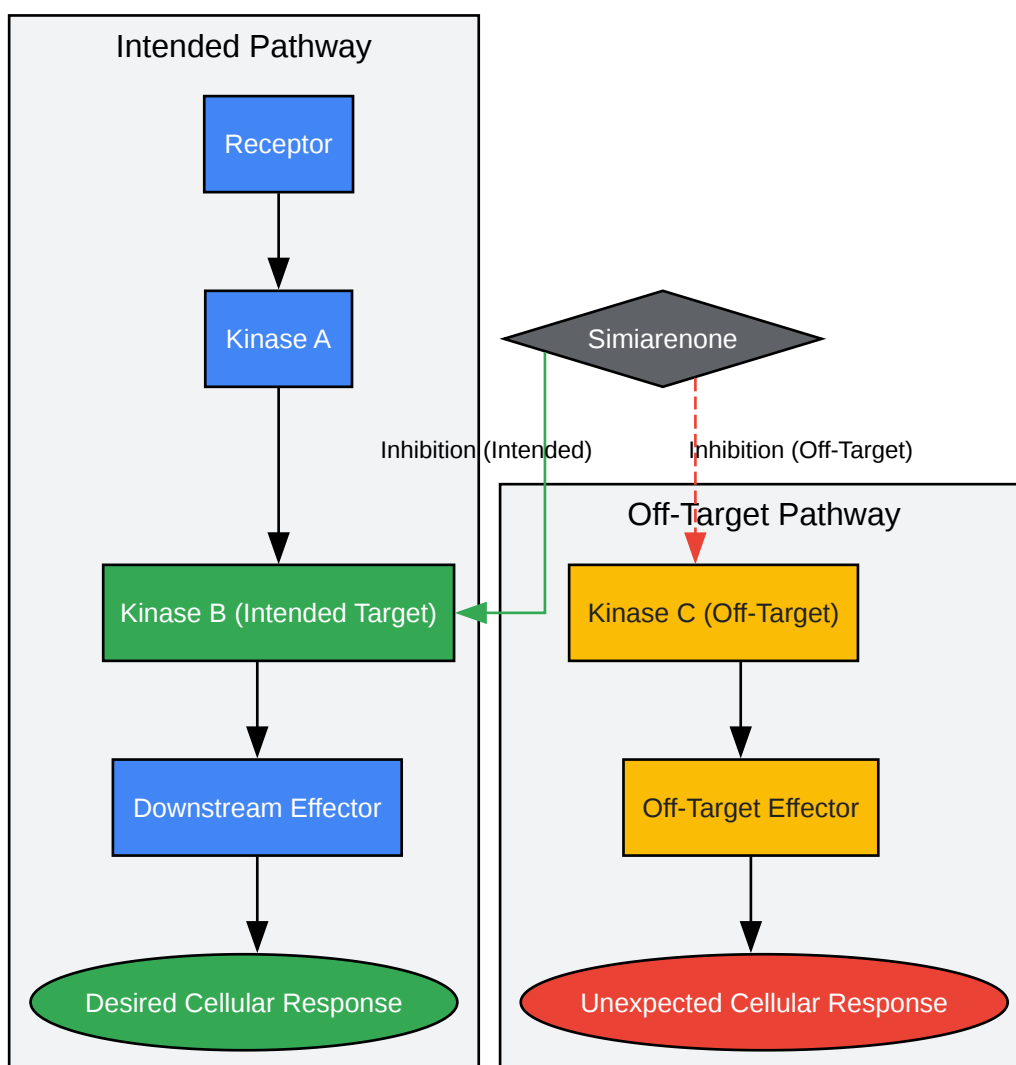 Intended Pathway
Receptor
Kinase A
Simiarenone
Inhibition (Intended)
Inhibition (Off-Target)
Off-Target Pathway
Kinase B (Intended Target)
Kinase C (Off-Target)
Downstream Effector
Off-Target Effector
Desired Cellular Response
Unexpected Cellular Response